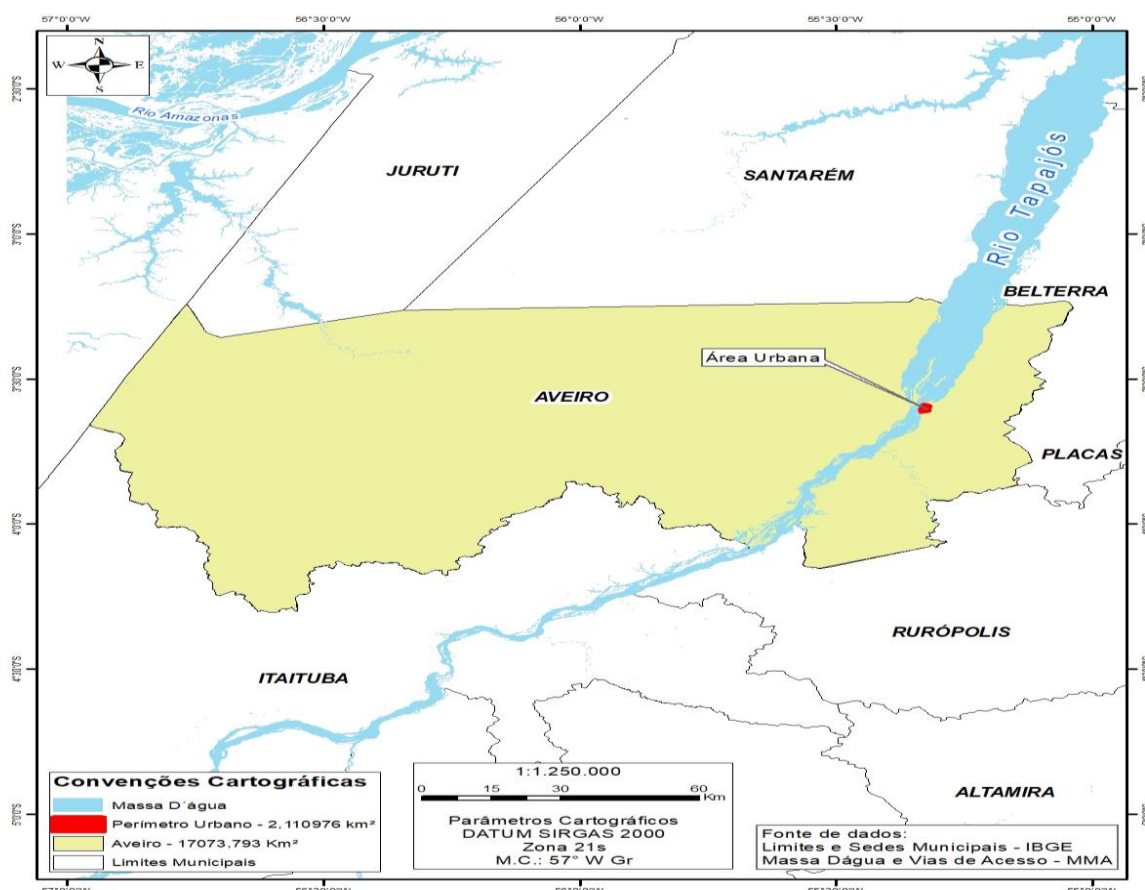 57°0'0"W
56°30'0"W
56°0'0"W
55°30'0"W
55°0'0"W
N
W E
S
2°30'0"S
Rio Amazonas
JURUTI
SANTARÉM
3°0'0"S
Rio Tapajós
BELTERRA
3°30'0"S
Área Urbana
AVEIRO
PLACAS
4°0'0"S
RURÓPOLIS
4°30'0"S
ITAITUBA
ALTAMIRA
5°0'0"S
Convenções Cartográficas
Massa D´água
Perímetro Urbano - 2,110976 km²
Aveiro - 17073,793 Km²
Limites Municipais
1:1.250.000
0 15 30 60
Km
Parâmetros Cartográficos
DATUM SIRGAS 2000
Zona 21s
M.C.: 57° W Gr
Fonte de dados:
Limites e Sedes Municipais - IBGE
Massa Dágua e Vias de Acesso - MMA